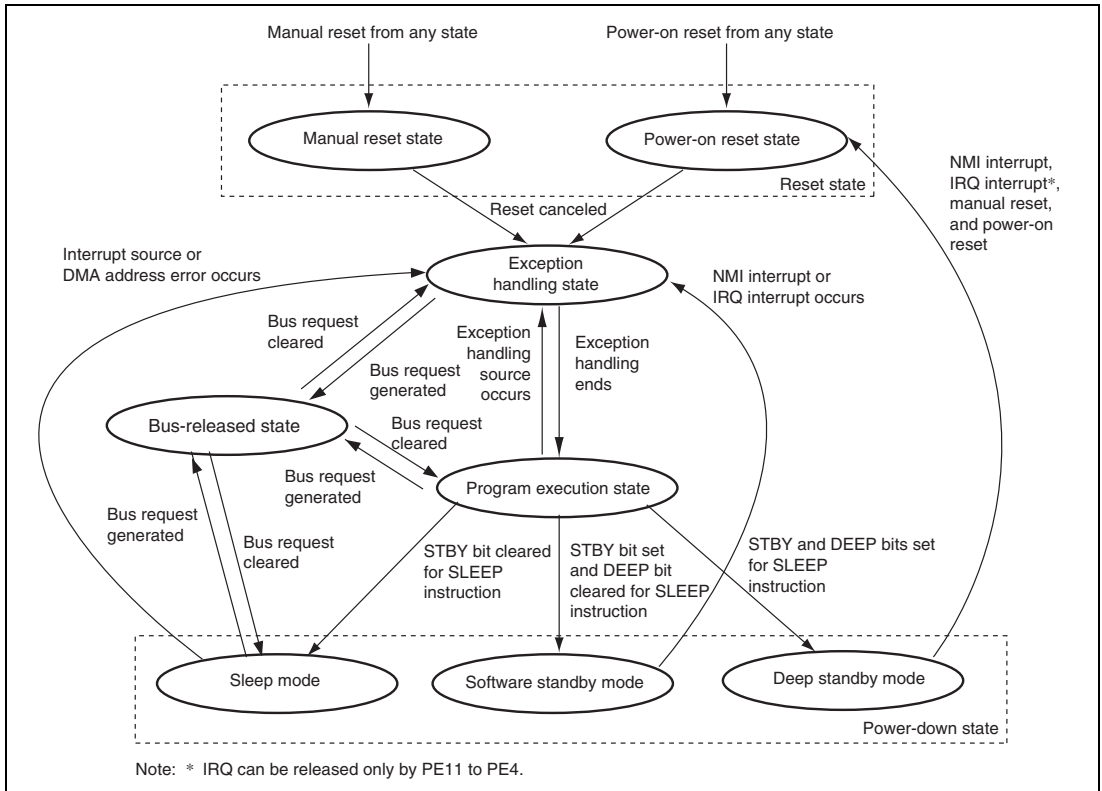 Manual reset from any state
Power-on reset from any state
Manual reset state
Power-on reset state
Reset state
NMI interrupt,
IRQ interrupt*,
manual reset,
and power-on
reset
Reset canceled
Interrupt source or
DMA address error occurs
Exception
handling state
NMI interrupt or
IRQ interrupt occurs
Bus request
cleared
Bus request
generated
Exception
handling
source
occurs
Exception
handling
ends
Bus-released state
Bus request
cleared
Bus request
generated
Program execution state
Bus request
generated
Bus request
cleared
STBY bit cleared
for SLEEP
instruction
STBY bit set
and DEEP bit
cleared for SLEEP
instruction
STBY and DEEP bits set
for SLEEP
instruction
Sleep mode
Software standby mode
Deep standby mode
Power-down state
Note: * IRQ can be released only by PE11 to PE4.